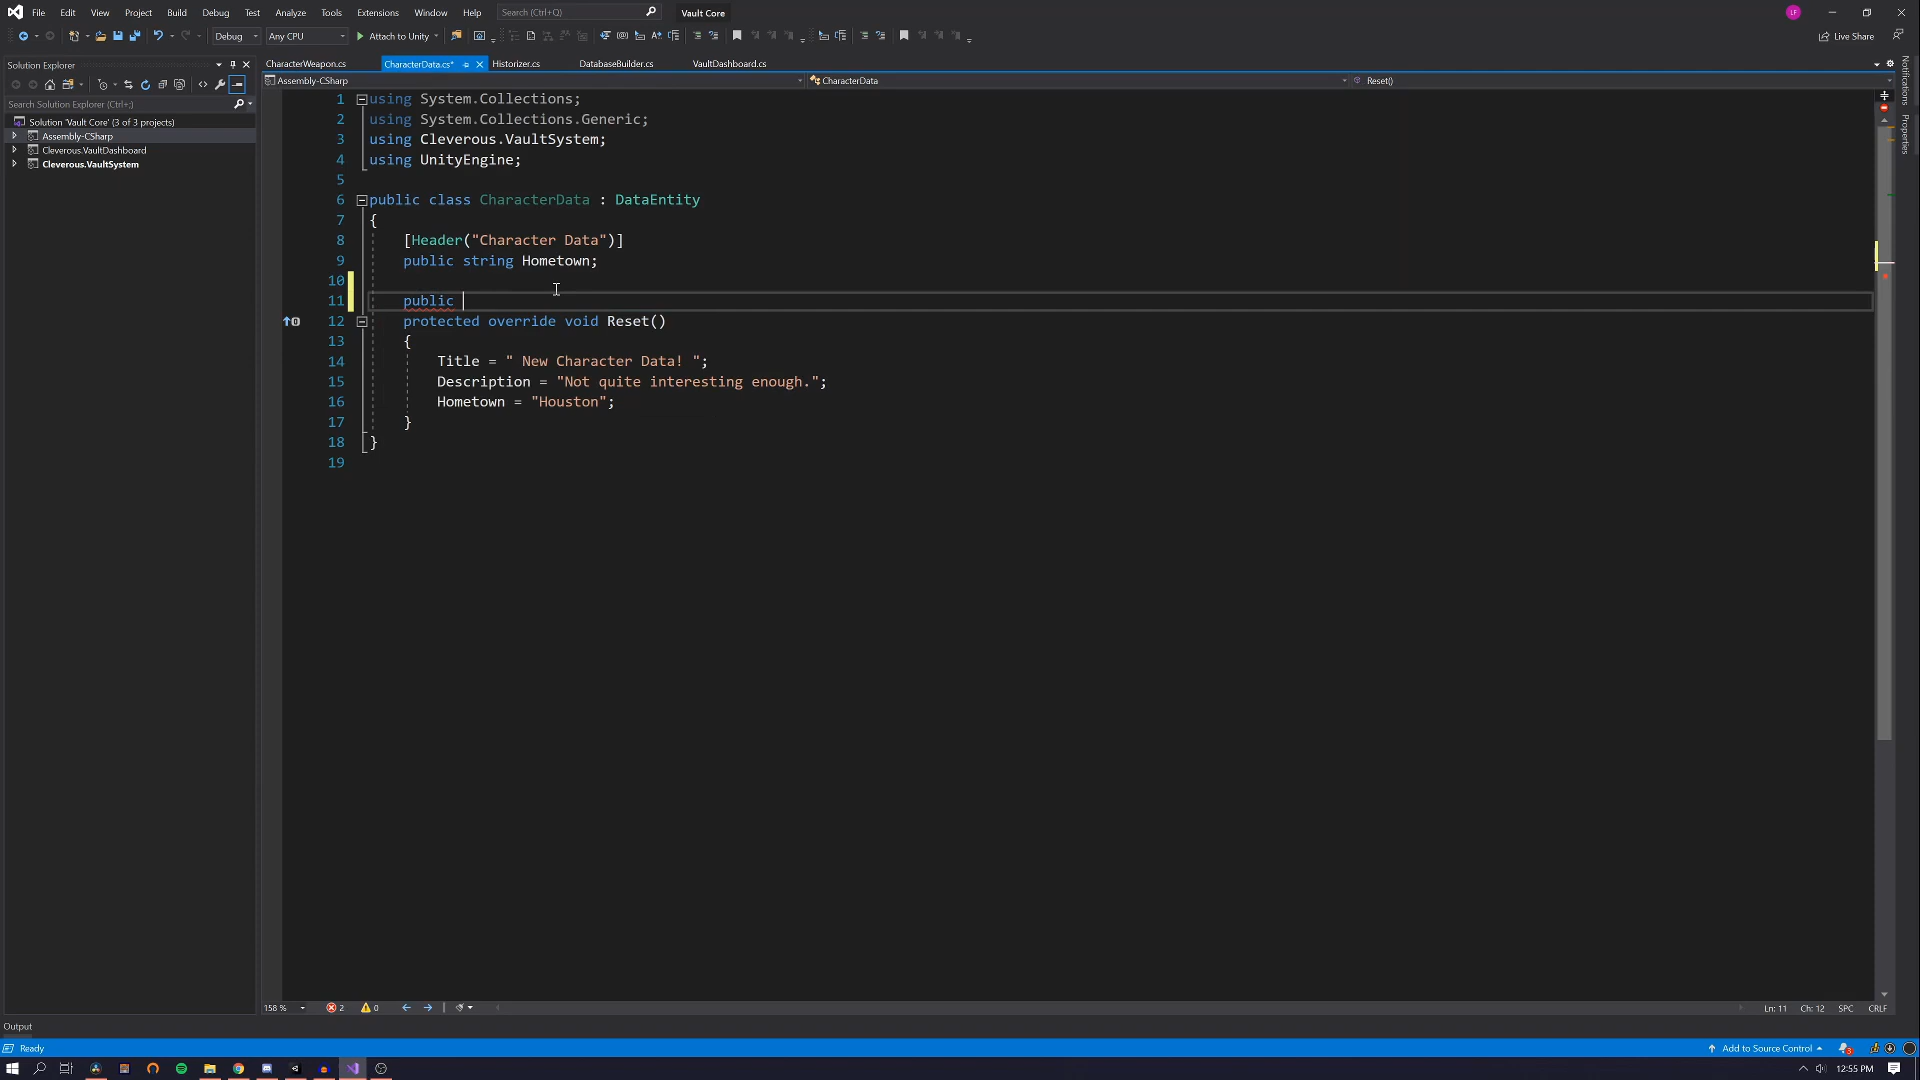 File Edit View Project Build Debug Test Analyze Tools Extensions Window Help Search (Ctrl+Q) Vault Core LF
Debug Any CPU Attach to Unity Live Share
Solution Explorer
CharacterWeapon.cs CharacterData.cs* Historizer.cs DatabaseBuilder.cs VaultDashboard.cs
Assembly-CSharp CharacterData Reset()
Search Solution Explorer (Ctrl+;)
Solution 'Vault Core' (3 of 3 projects)
Assembly-CSharp
Cleverous.VaultDashboard
Cleverous.VaultSystem
1 using System.Collections;
2 using System.Collections.Generic;
3 using Cleverous.VaultSystem;
4 using UnityEngine;
5
6 public class CharacterData : DataEntity
7 {
8 [Header("Character Data")]
9 public string Hometown;
10
11 public
12 protected override void Reset()
13 {
14 Title = " New Character Data! ";
15 Description = "Not quite interesting enough.";
16 Hometown = "Houston";
17 }
18 }
19
Notifications
Properties
158 % 2 0 Ln: 11 Ch: 12 SPC CRLF
Output
Ready Add to Source Control 3
12:55 PM